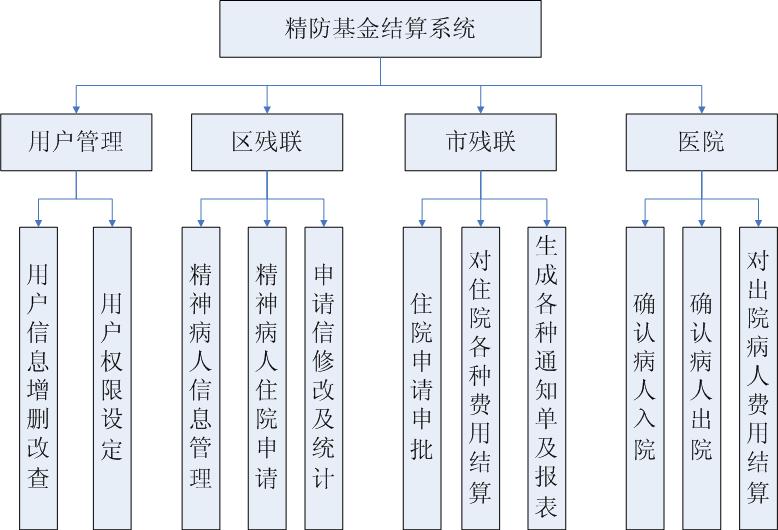 精防基金结算系统
用户管理
区残联
市残联
医院
用户信息增删改查
用户权限设定
精神病人信息管理
精神病人住院申请
申请信修改及统计
住院申请申批
对住院各种费用结算
生成各种通知单及报表
确认病人入院
确认病人出院
对出院病人费用结算